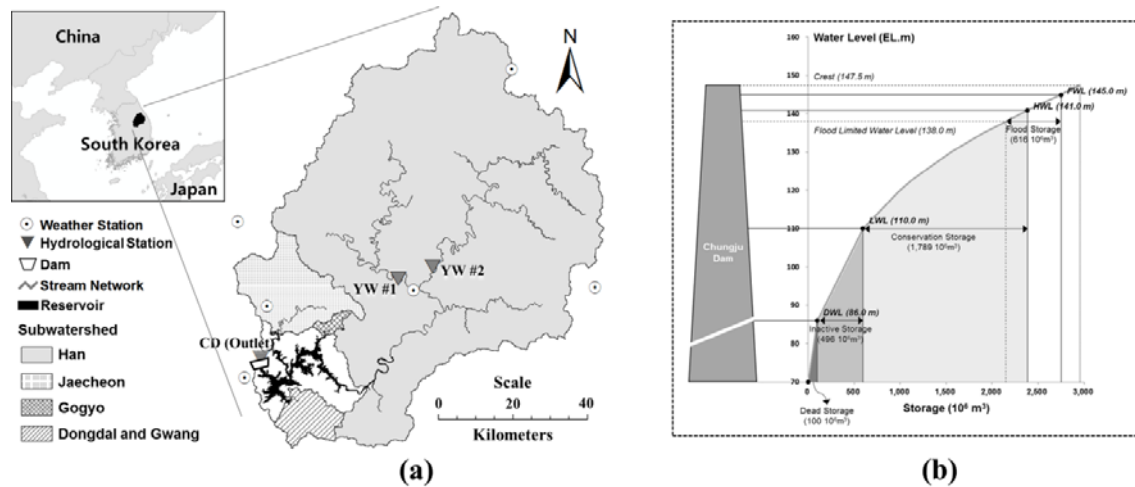 China
South Korea
Japan
Weather Station
Hydrological Station
Dam
Stream Network
Reservoir
Subwatershed
Han
Jaecheon
Gogyo
Dongdal and Gwang
N
YW #2
YW #1
CD (Outlet)
Scale
0 20 40
Kilometers
(a)
Water Level (EL.m)
160
150
140
130
120
110
100
90
80
70
Crest (147.5 m)
FWL (145.0 m)
HWL (141.0 m)
Flood Limited Water Level (138.0 m)
Flood Storage
(616 10⁶m³)
LWL (110.0 m)
Conservation Storage
(1,789 10⁶m³)
Chungju
Dam
DWL (86.0 m)
Inactive Storage
(496 10⁶m³)
0 500 1,000 1,500 2,000 2,500 3,000
Storage (10⁶ m³)
Dead Storage
(100 10⁶m³)
(b)